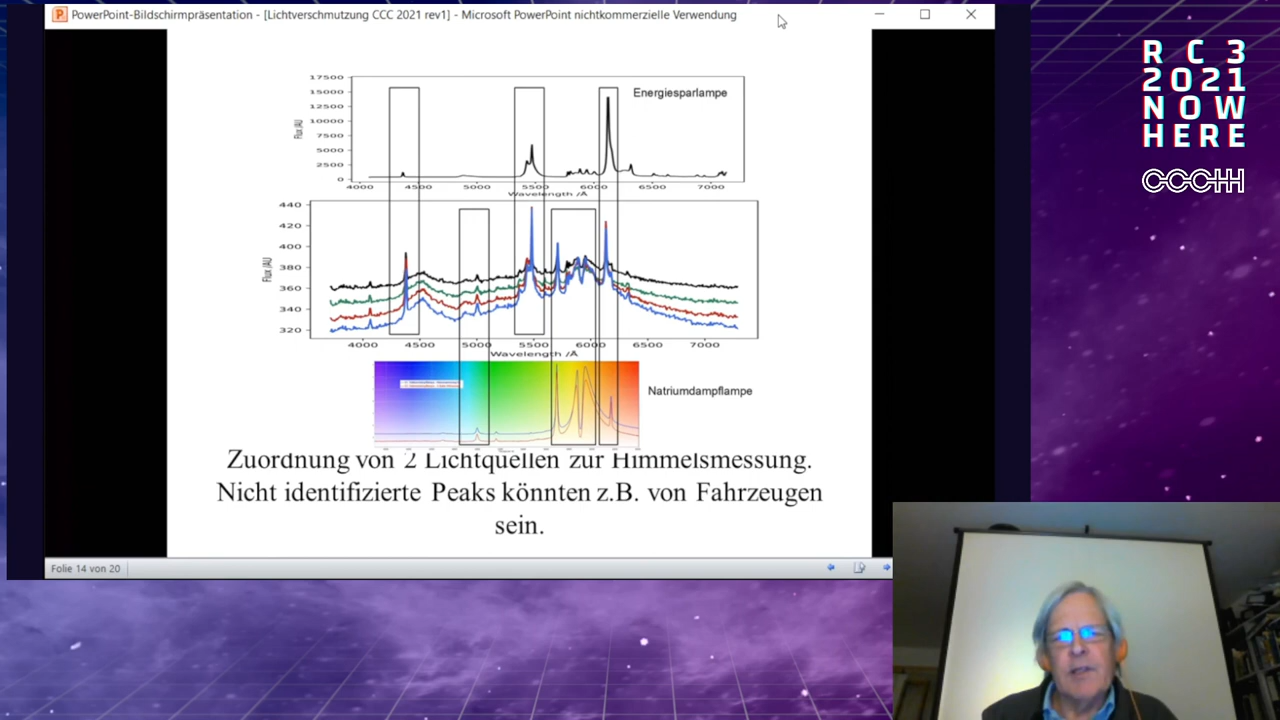 PowerPoint-Bildschirmpräsentation - [Lichtverschmutzung CCC 2021 rev1] - Microsoft PowerPoint nichtkommerzielle Verwendung
R C 3
2021
NOW
HERE
17500
15000
12500
10000
7500
5000
2500
0
Flux /AU
Energiesparlampe
4000 4500 5000 5500 6000 6500 7000
Wavelength /Å
440
420
400
380
360
340
320
Flux /AU
4000 4500 5000 5500 6000 6500 7000
Wavelength /Å
Natriumdampflampe
Zuordnung von 2 Lichtquellen zur Himmelsmessung.
Nicht identifizierte Peaks könnten z.B. von Fahrzeugen
sein.
Folie 14 von 20